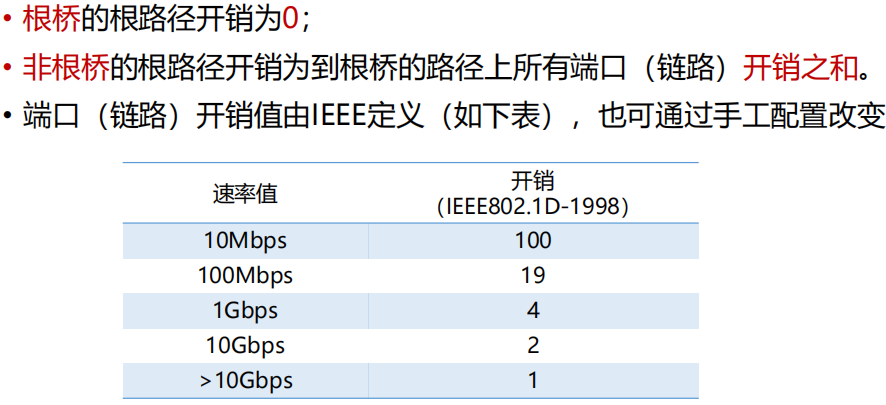 • 根桥的根路径开销为0；
• 非根桥的根路径开销为到根桥的路径上所有端口（链路）开销之和。
• 端口（链路）开销值由IEEE定义（如下表），也可通过手工配置改变
速率值 开销
（IEEE802.1D-1998）
10Mbps 100
100Mbps 19
1Gbps 4
10Gbps 2
>10Gbps 1